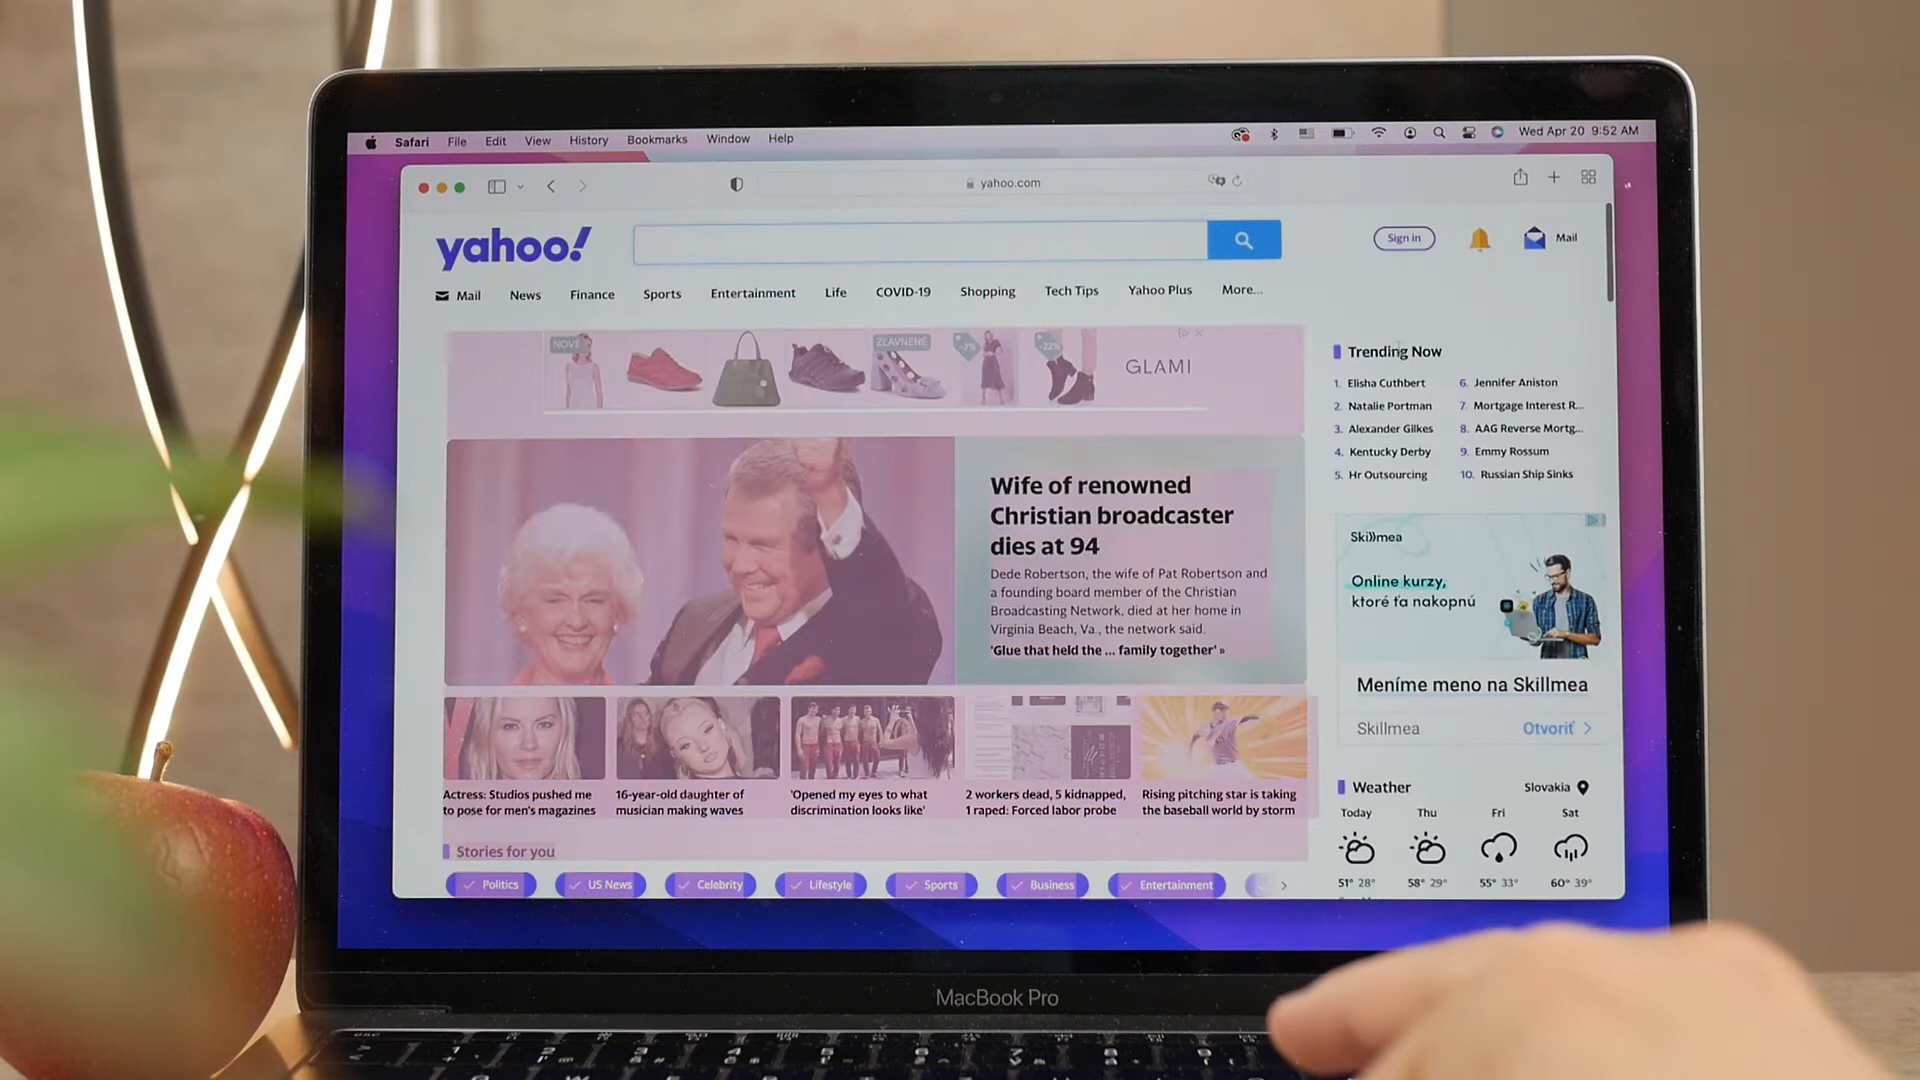 Safari File Edit View History Bookmarks Window Help
Wed Apr 20 9:52 AM
yahoo.com
yahoo!
Sign in
Mail
Mail News Finance Sports Entertainment Life COVID-19 Shopping Tech Tips Yahoo Plus More...
NOVÉ
ZĽAVNENÉ
-7%
-22%
GLAMI
Wife of renowned
Christian broadcaster
dies at 94
Dede Robertson, the wife of Pat Robertson and
a founding board member of the Christian
Broadcasting Network, died at her home in
Virginia Beach, Va., the network said.
'Glue that held the ... family together' »
Actress: Studios pushed me
to pose for men's magazines
16-year-old daughter of
musician making waves
'Opened my eyes to what
discrimination looks like'
2 workers dead, 5 kidnapped,
1 raped: Forced labor probe
Rising pitching star is taking
the baseball world by storm
Stories for you
Politics US News Celebrity Lifestyle Sports Business Entertainment
Trending Now
1. Elisha Cuthbert
2. Natalie Portman
3. Alexander Gilkes
4. Kentucky Derby
5. Hr Outsourcing
6. Jennifer Aniston
7. Mortgage Interest R...
8. AAG Reverse Mortg...
9. Emmy Rossum
10. Russian Ship Sinks
Skillmea
Online kurzy,
ktoré ťa nakopnú
Meníme meno na Skillmea
Skillmea
Otvoriť
Weather
Slovakia
Today Thu Fri Sat
51° 28° 58° 29° 55° 33° 60° 39°
MacBook Pro